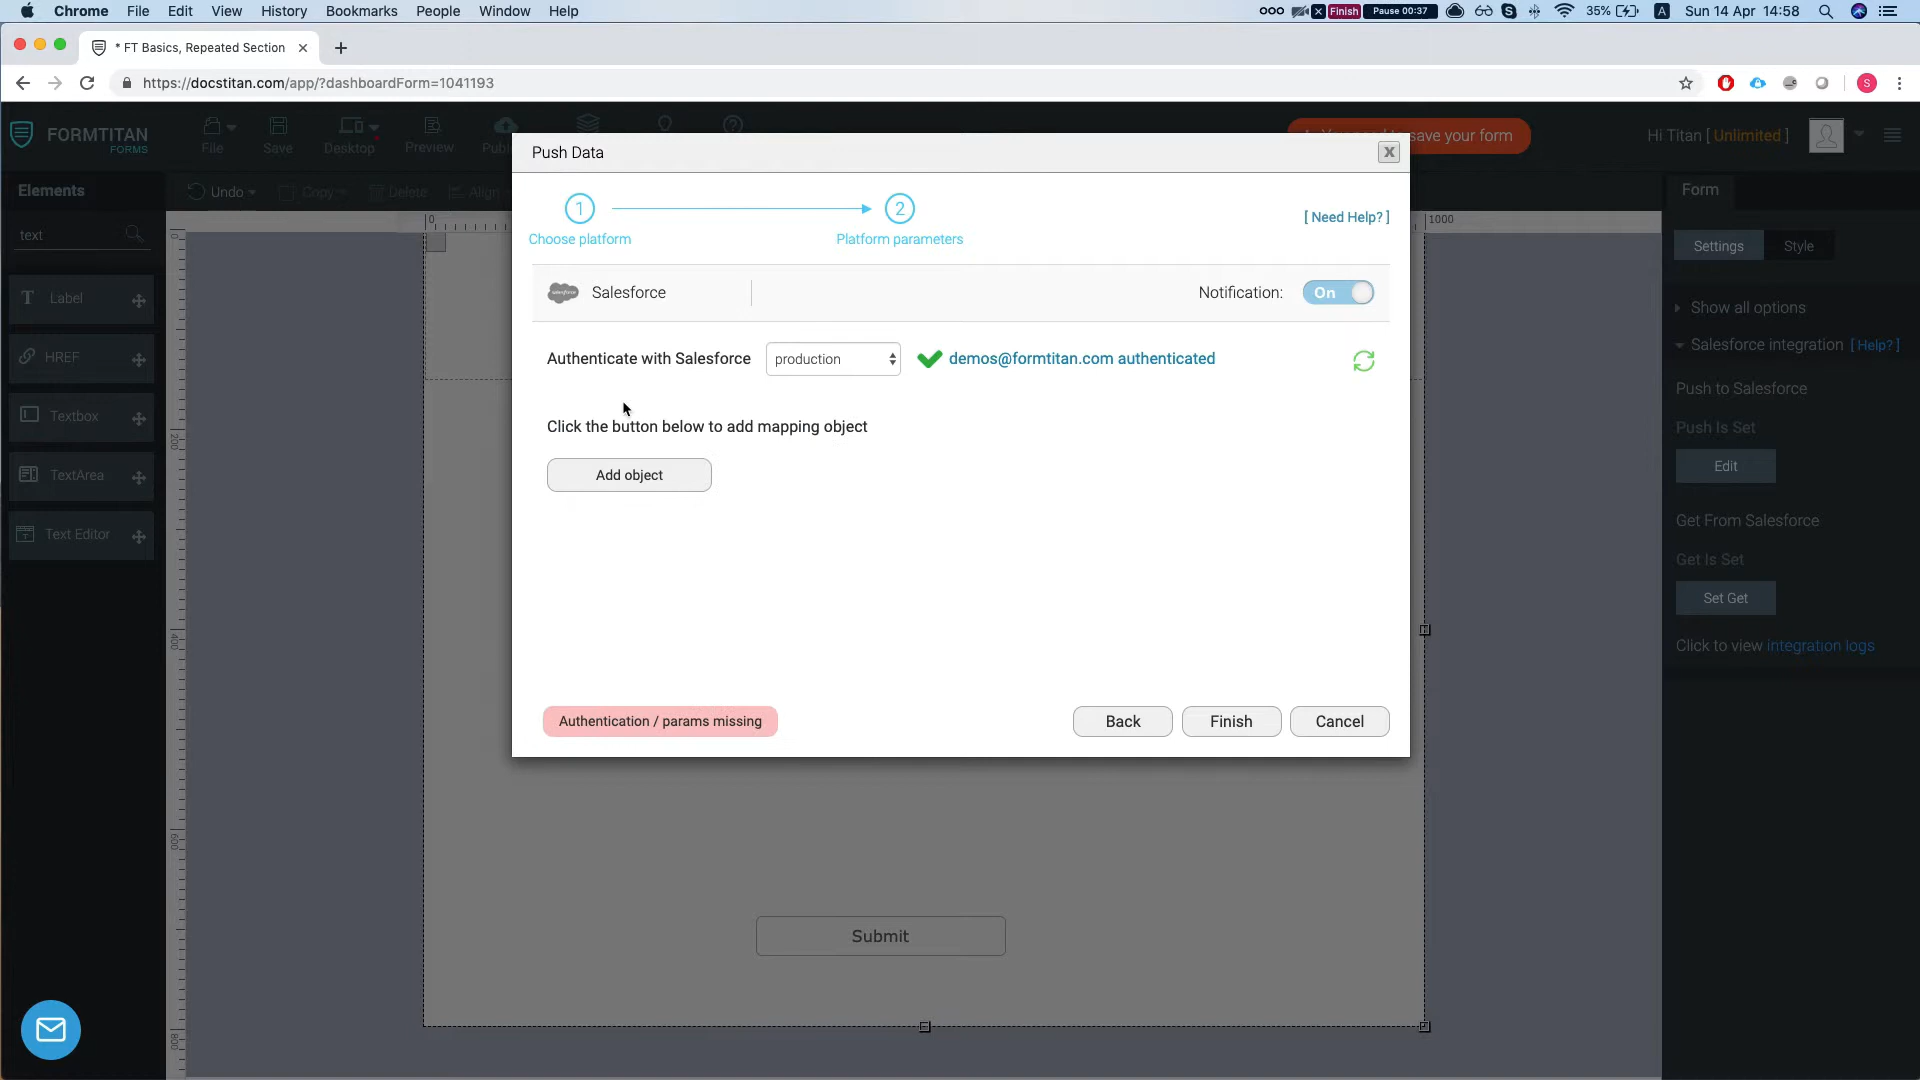 Chrome File Edit View History Bookmarks People Window Help
Finish Pause 00:37 35% A Sun 14 Apr 14:58
* FT Basics, Repeated Section
https://docstitan.com/app/?dashboardForm=1041193 S
FORMTITAN
FORMS
File Save Desktop Preview
save your form
Hi Titan [ Unlimited ]
Elements
Undo Copy Delete Align
text
Label
HREF
Textbox
TextArea
Text Editor
0 1000
0
200
400
600
800
Push Data
X
1 2
Choose platform Platform parameters
[ Need Help? ]
Salesforce
Notification: On
Authenticate with Salesforce production demos@formtitan.com authenticated
Click the button below to add mapping object
Add object
Authentication / params missing
Back Finish Cancel
Submit
Form
Settings Style
Show all options
Salesforce integration [ Help? ]
Push to Salesforce
Push Is Set
Edit
Get From Salesforce
Get Is Set
Set Get
Click to view integration logs